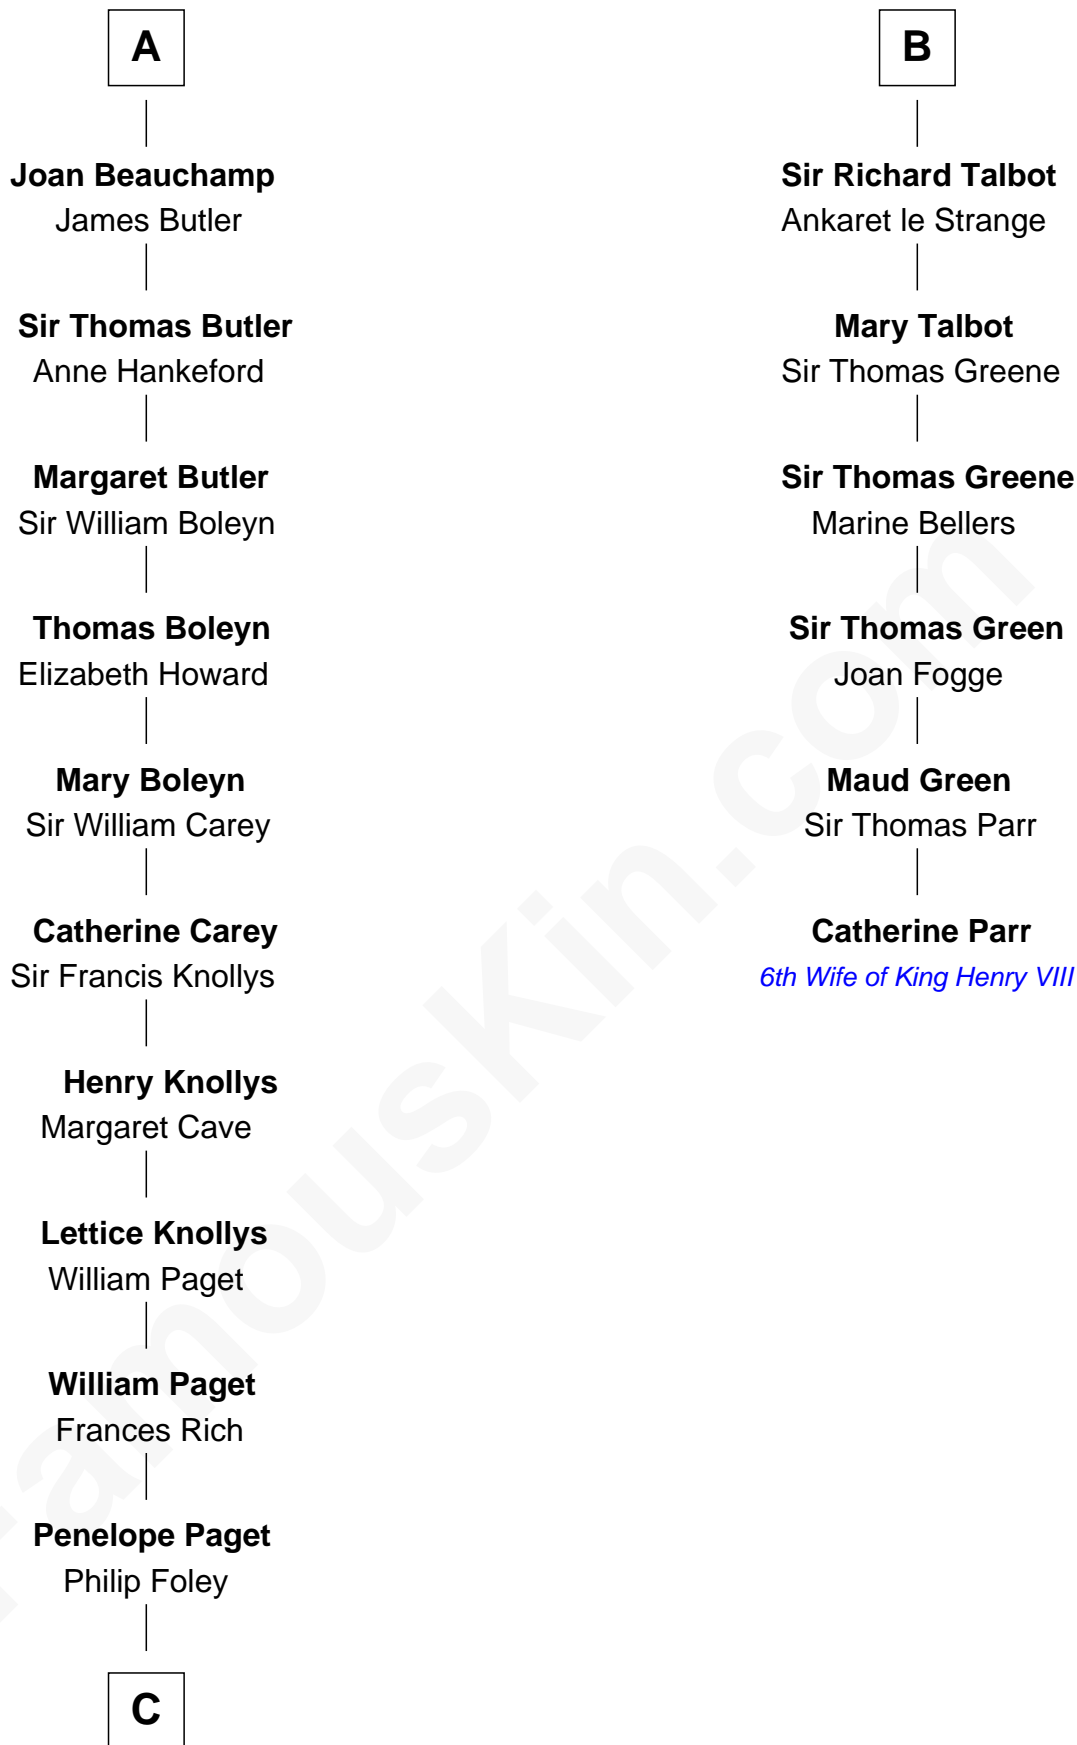 A
Joan Beauchamp
James Butler
Sir Thomas Butler
Anne Hankeford
Margaret Butler
Sir William Boleyn
Thomas Boleyn
Elizabeth Howard
Mary Boleyn
Sir William Carey
Catherine Carey
Sir Francis Knollys
Henry Knollys
Margaret Cave
Lettice Knollys
William Paget
William Paget
Frances Rich
Penelope Paget
Philip Foley
C
B
Sir Richard Talbot
Ankaret le Strange
Mary Talbot
Sir Thomas Greene
Sir Thomas Greene
Marine Bellers
Sir Thomas Green
Joan Fogge
Maud Green
Sir Thomas Parr
Catherine Parr
6th Wife of King Henry VIII
FamousKin.com